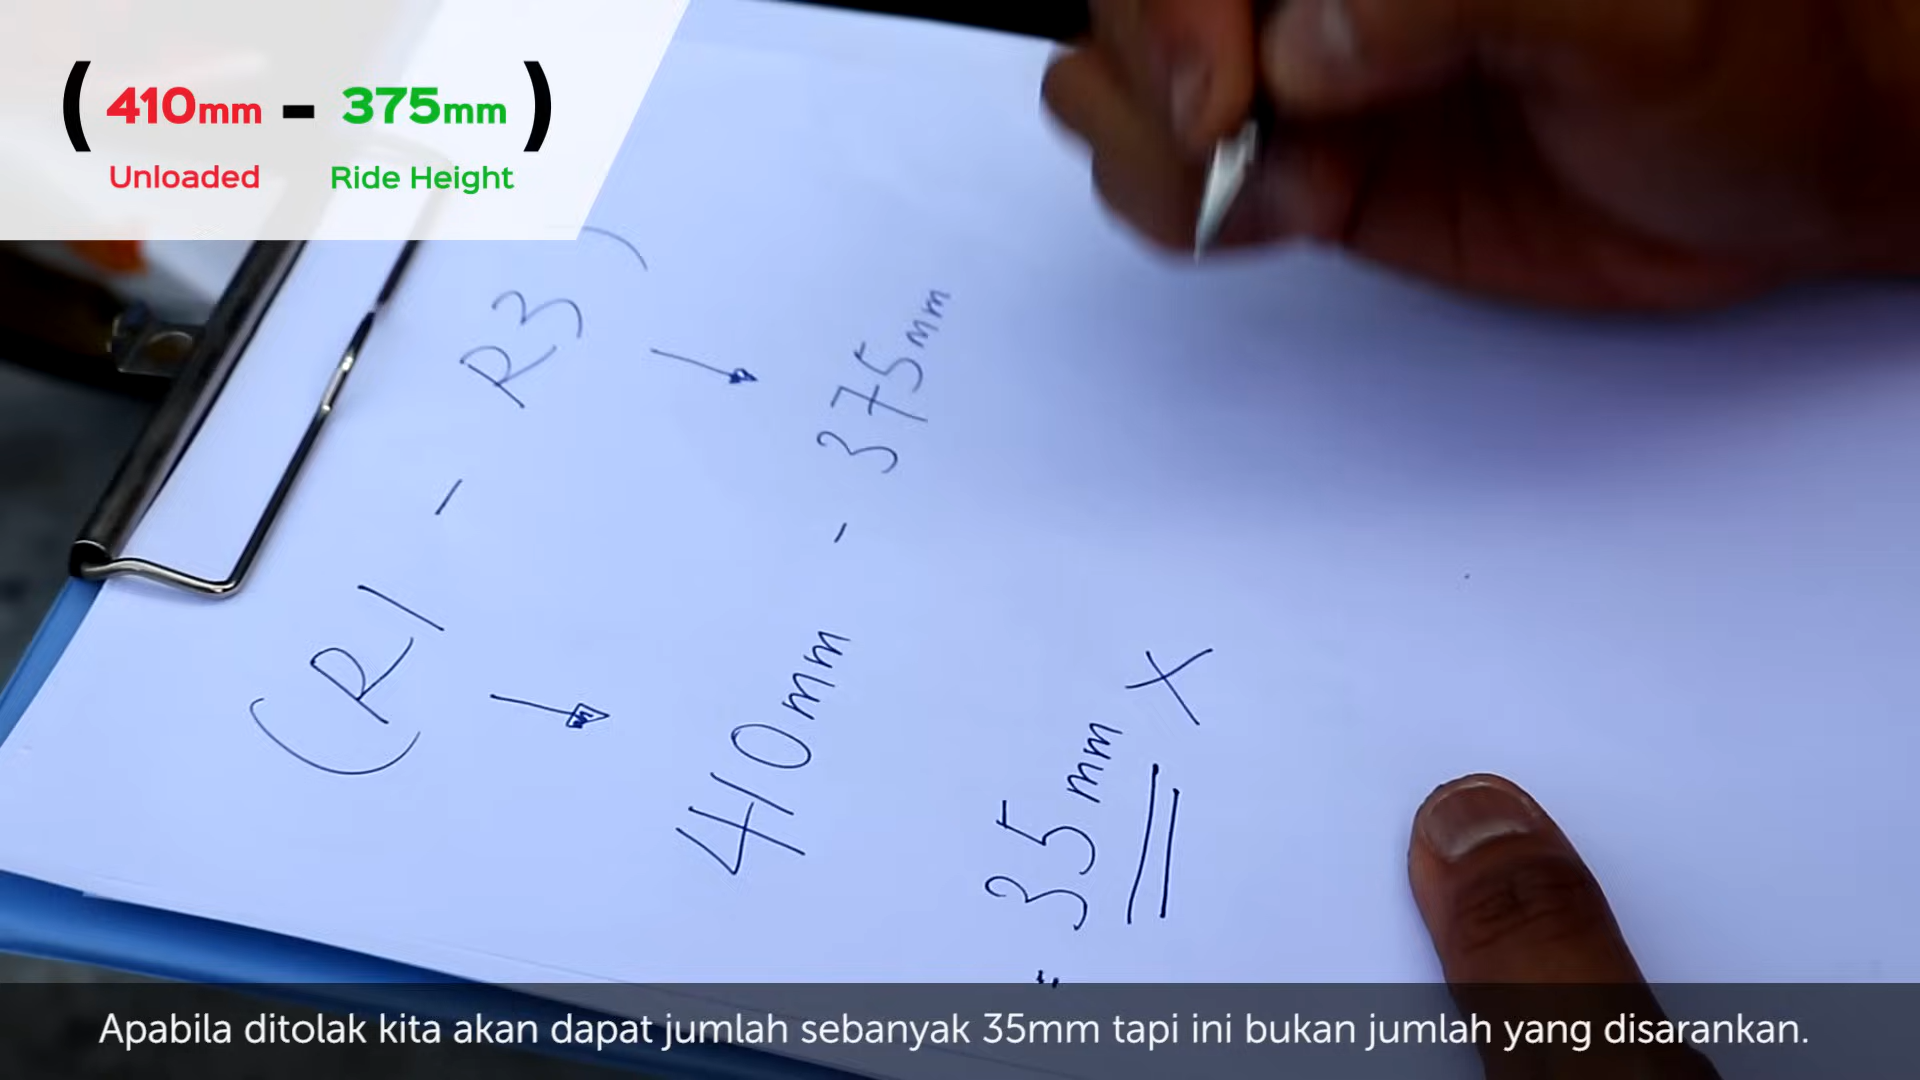 ( 410mm - 375mm )
Unloaded Ride Height
(R1 - R3)
410mm - 375mm
= 35mm X
Apabila ditolak kita akan dapat jumlah sebanyak 35mm tapi ini bukan jumlah yang disarankan.